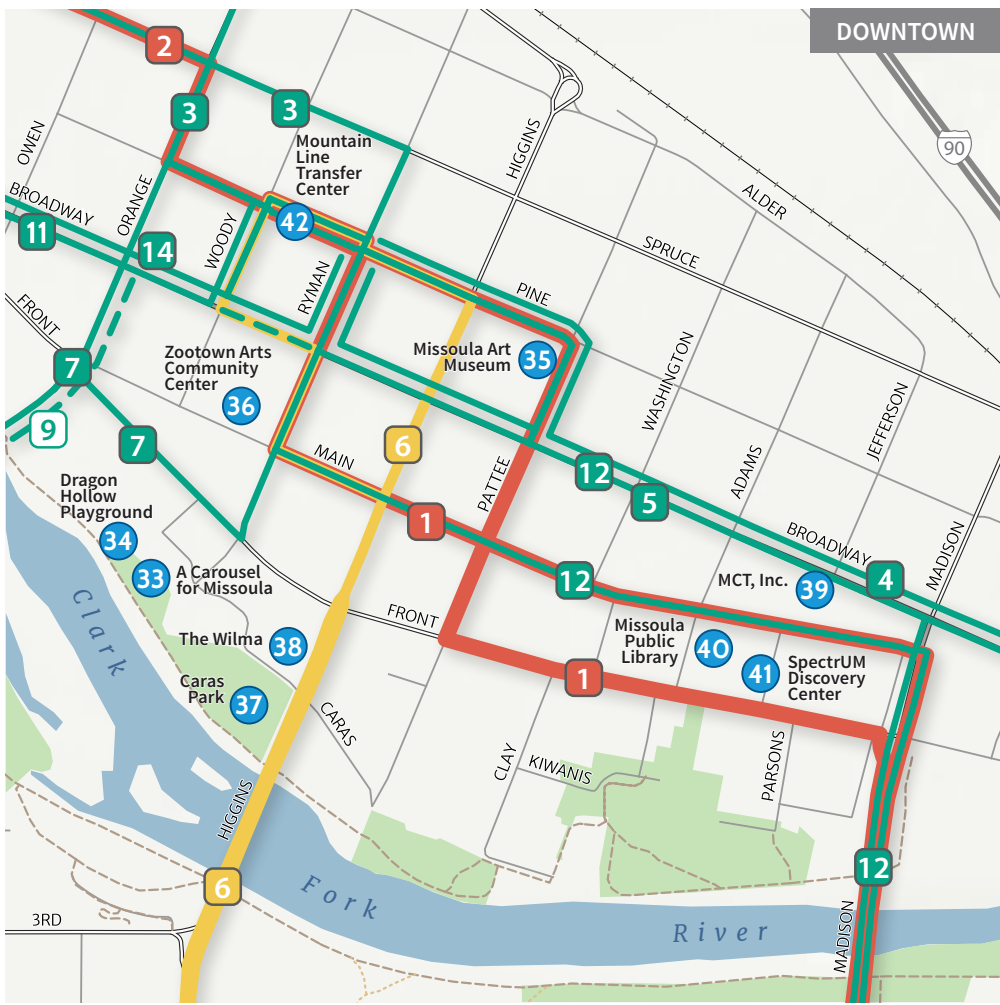 DOWNTOWN
2
3
3
Mountain
Line
Transfer
Center
HIGGINS
90
OWEN
ALDER
BROADWAY
ORANGE
WOODY
42
11
14
SPRUCE
RYMAN
PINE
FRONT
Zootown Arts
Community
Center
Missoula Art
Museum
35
WASHINGTON
7
36
JEFFERSON
9
7
6
MAIN
PATTEE
12
5
ADAMS
Dragon
Hollow
Playground
34
1
BROADWAY
MADISON
33
A Carousel
for Missoula
12
MCT, Inc.
39
4
Clark
FRONT
The Wilma
38
Missoula
Public
Library
40
41
SpectrUM
Discovery
Center
Caras
Park
37
1
CARAS
CLAY
KIWANIS
PARSONS
HIGGINS
6
Fork
12
3RD
River
MADISON